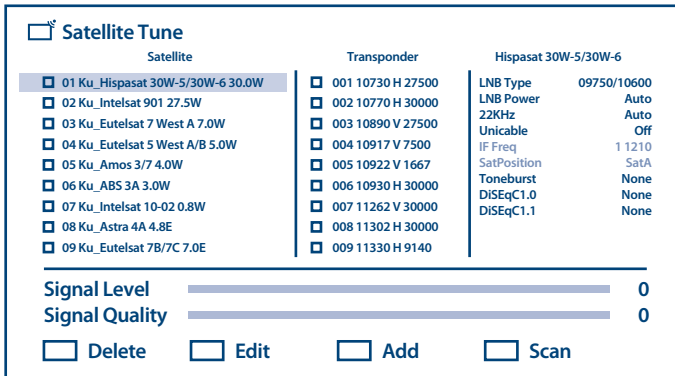 Satellite Tune
Satellite
Transponder
Hispasat 30W-5/30W-6
01 Ku_Hispasat 30W-5/30W-6 30.0W
02 Ku_Intelsat 901 27.5W
03 Ku_Eutelsat 7 West A 7.0W
04 Ku_Eutelsat 5 West A/B 5.0W
05 Ku_Amos 3/7 4.0W
06 Ku_ABS 3A 3.0W
07 Ku_Intelsat 10-02 0.8W
08 Ku_Astra 4A 4.8E
09 Ku_Eutelsat 7B/7C 7.0E
001 10730 H 27500
002 10770 H 30000
003 10890 V 27500
004 10917 V 7500
005 10922 V 1667
006 10930 H 30000
007 11262 V 30000
008 11302 H 30000
009 11330 H 9140
LNB Type 09750/10600
LNB Power Auto
22KHz Auto
Unicable Off
IF Freq 1 1210
SatPosition SatA
Toneburst None
DiSEqC1.0 None
DiSEqC1.1 None
Signal Level 0
Signal Quality 0
Delete Edit Add Scan